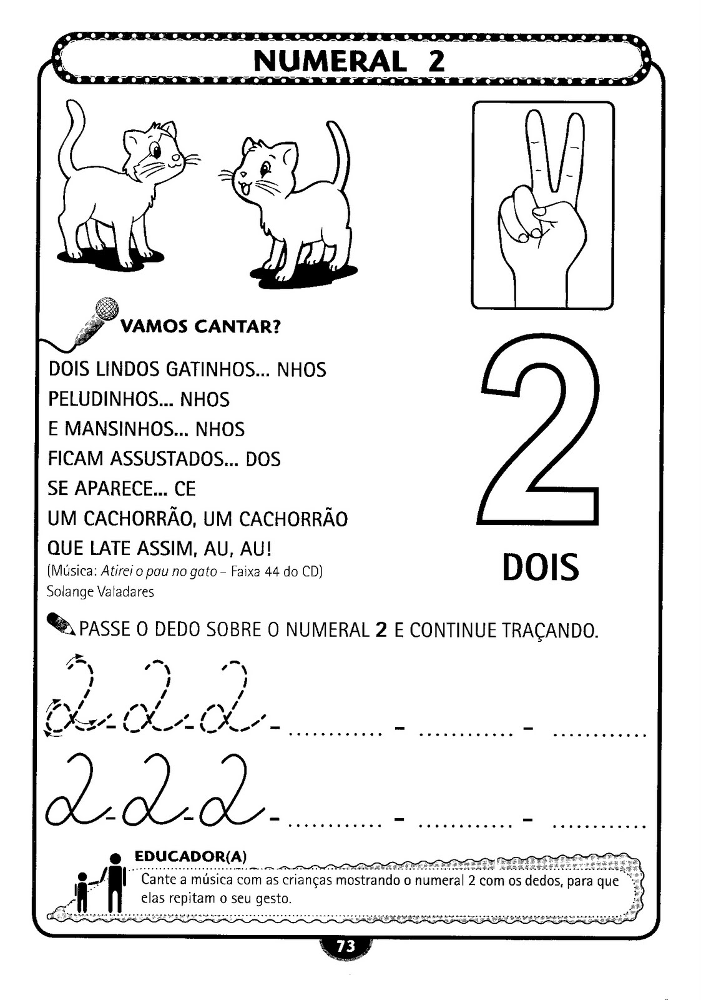 NUMERAL 2
VAMOS CANTAR?
DOIS LINDOS GATINHOS... NHOS
PELUDINHOS... NHOS
E MANSINHOS... NHOS
FICAM ASSUSTADOS... DOS
SE APARECE... CE
UM CACHORRÃO, UM CACHORRÃO
QUE LATE ASSIM, AU, AU!
(Música: Atirei o pau no gato – Faixa 44 do CD)
Solange Valadares
2
DOIS
PASSE O DEDO SOBRE O NUMERAL 2 E CONTINUE TRAÇANDO.
2-2-2- ............ - ............ - ............
2-2-2- ............ - ............ - ............
EDUCADOR(A)
Cante a música com as crianças mostrando o numeral 2 com os dedos, para que
elas repitam o seu gesto.
73